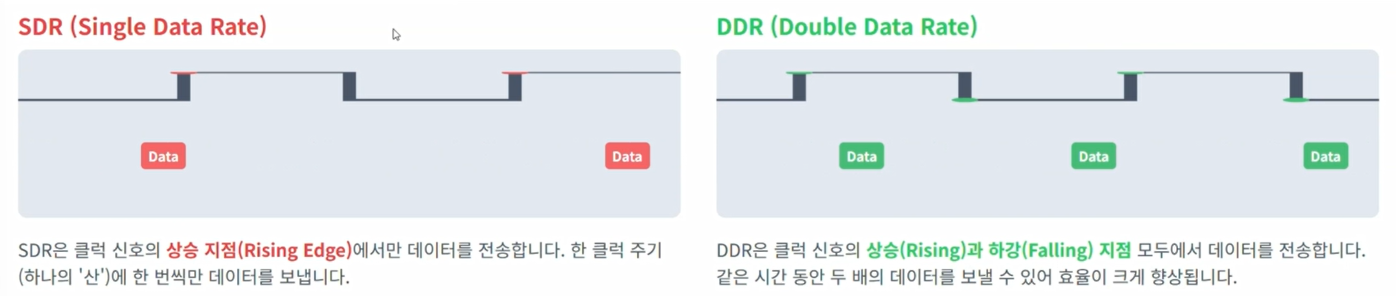 SDR (Single Data Rate)
Data
Data
SDR은 클럭 신호의 상승 지점(Rising Edge)에서만 데이터를 전송합니다. 한 클럭 주기
(하나의 '산')에 한 번씩만 데이터를 보냅니다.
DDR (Double Data Rate)
Data
Data
Data
DDR은 클럭 신호의 상승(Rising)과 하강(Falling) 지점 모두에서 데이터를 전송합니다.
같은 시간 동안 두 배의 데이터를 보낼 수 있어 효율이 크게 향상됩니다.